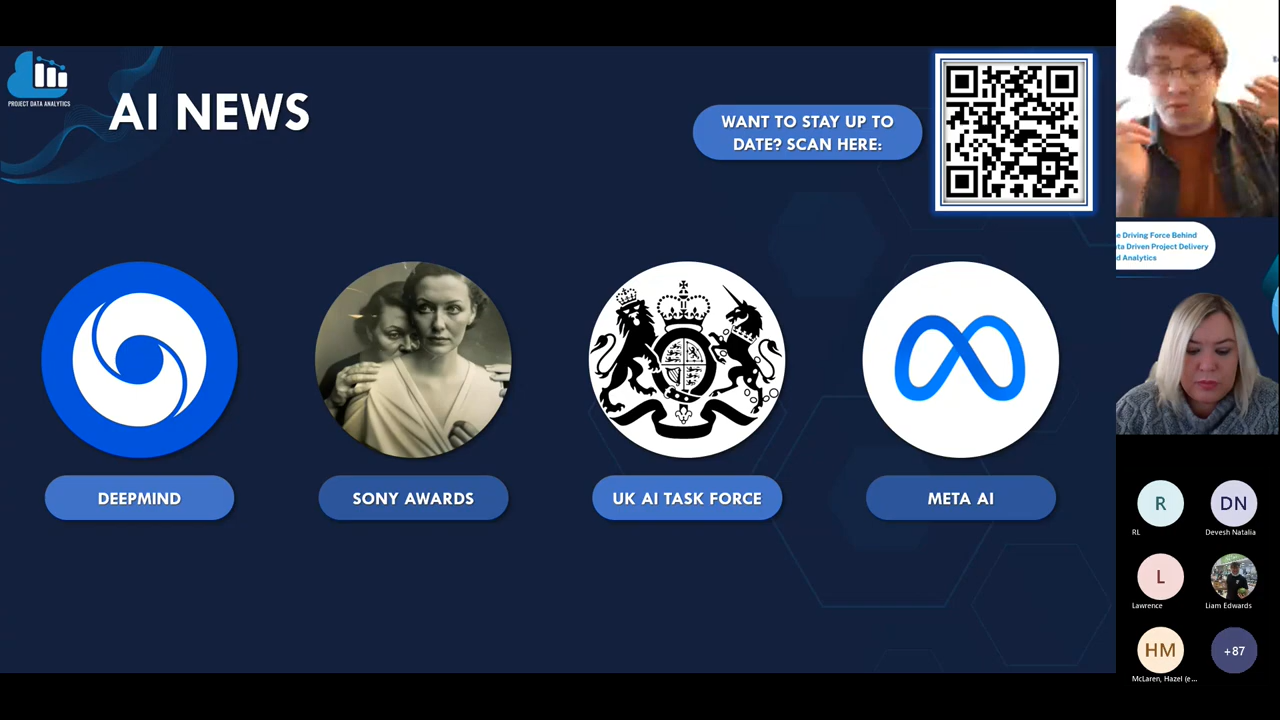 PROJECT DATA ANALYTICS
AI NEWS
WANT TO STAY UP TO
DATE? SCAN HERE:
DEEPMIND
SONY AWARDS
UK AI TASK FORCE
META AI
e Driving Force Behind
ta Driven Project Delivery
d Analytics
R
RL
DN
Devesh Natalia
L
Lawrence
Liam Edwards
HM
McLaren, Hazel (e...
+87